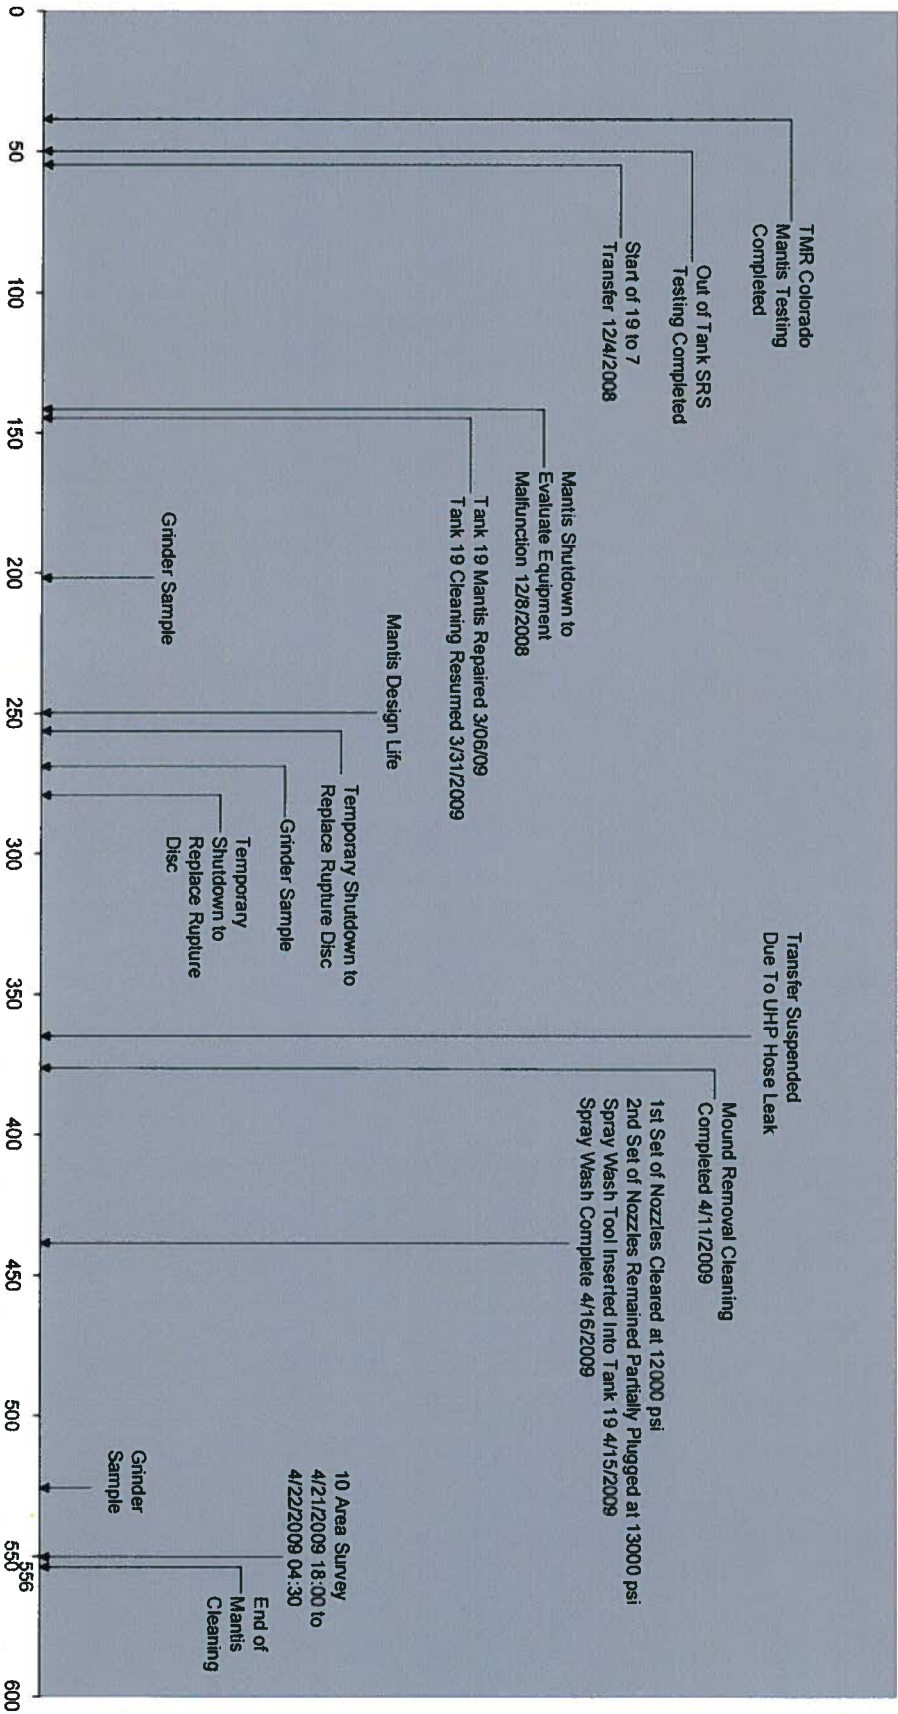 TMR Colorado
Mantis Testing
Completed
Out of Tank SRS
Testing Completed
Start of 19 to 7
Transfer 12/4/2008
Mantis Shutdown to
Evaluate Equipment
Malfunction 12/8/2008
Tank 19 Mantis Repaired 3/06/09
Tank 19 Cleaning Resumed 3/31/2009
Grinder Sample
Mantis Design Life
Temporary Shutdown to
Replace Rupture Disc
Grinder Sample
Temporary
Shutdown to
Replace Rupture
Disc
Transfer Suspended
Due To UHP Hose Leak
Mound Removal Cleaning
Completed 4/11/2009
1st Set of Nozzles Cleared at 12000 psi
2nd Set of Nozzles Remained Partially Plugged at 13000 psi
Spray Wash Tool Inserted Into Tank 19 4/15/2009
Spray Wash Complete 4/16/2009
Grinder
Sample
10 Area Survey
4/21/2009 18:00 to
4/22/2009 04:30
End of
Mantis
Cleaning
0
50
100
150
200
250
300
350
400
450
500
550
556
600